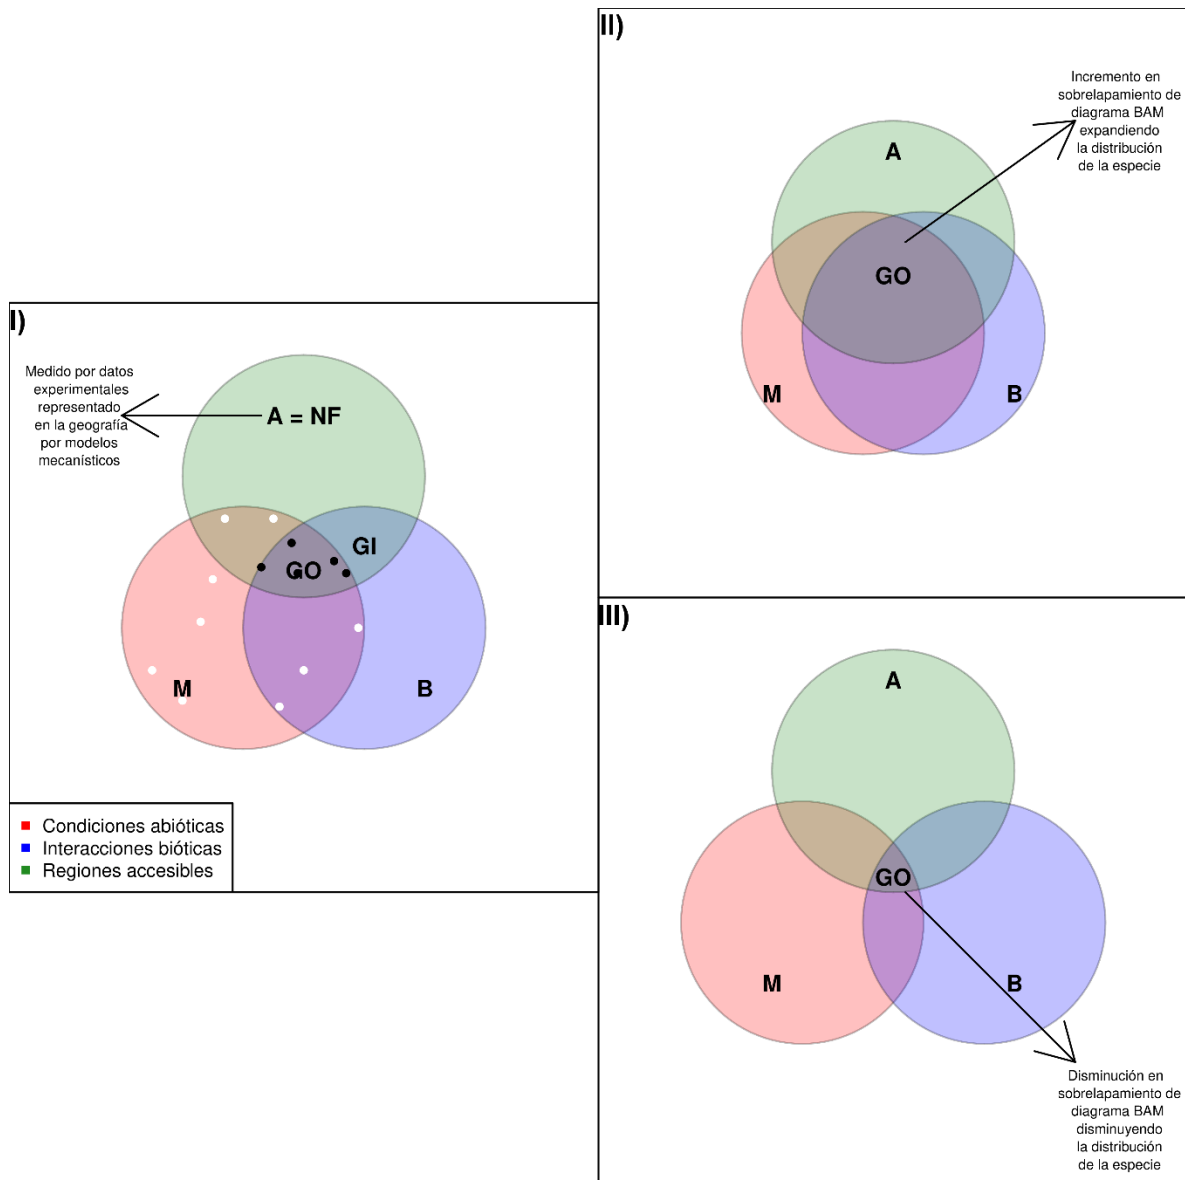 I)
Medido por datos
experimentales
representado
en la geografía
por modelos
mecanísticos
A = NF
GI
GO
M
B
Condiciones abióticas
Interacciones bióticas
Regiones accesibles
II)
Incremento en
sobrelapamiento de
diagrama BAM
expandiendo
la distribución
de la especie
A
GO
M
B
III)
A
GO
M
B
Disminución en
sobrelapamiento de
diagrama BAM
disminuyendo
la distribución
de la especie